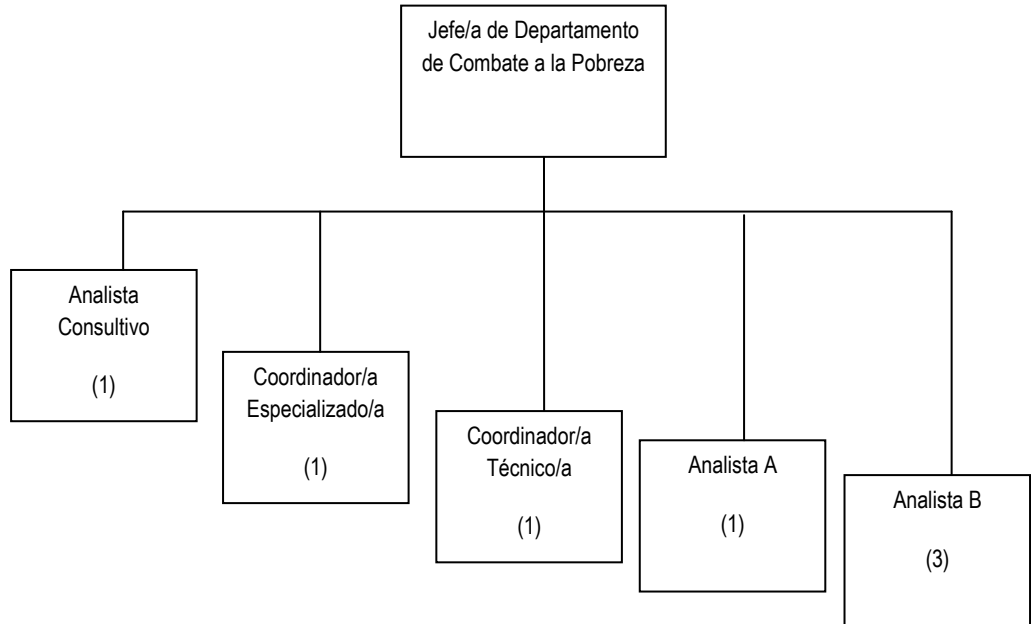 Jefe/a de Departamento
de Combate a la Pobreza
Analista
Consultivo
(1)
Coordinador/a
Especializado/a
(1)
Coordinador/a
Técnico/a
(1)
Analista A
(1)
Analista B
(3)